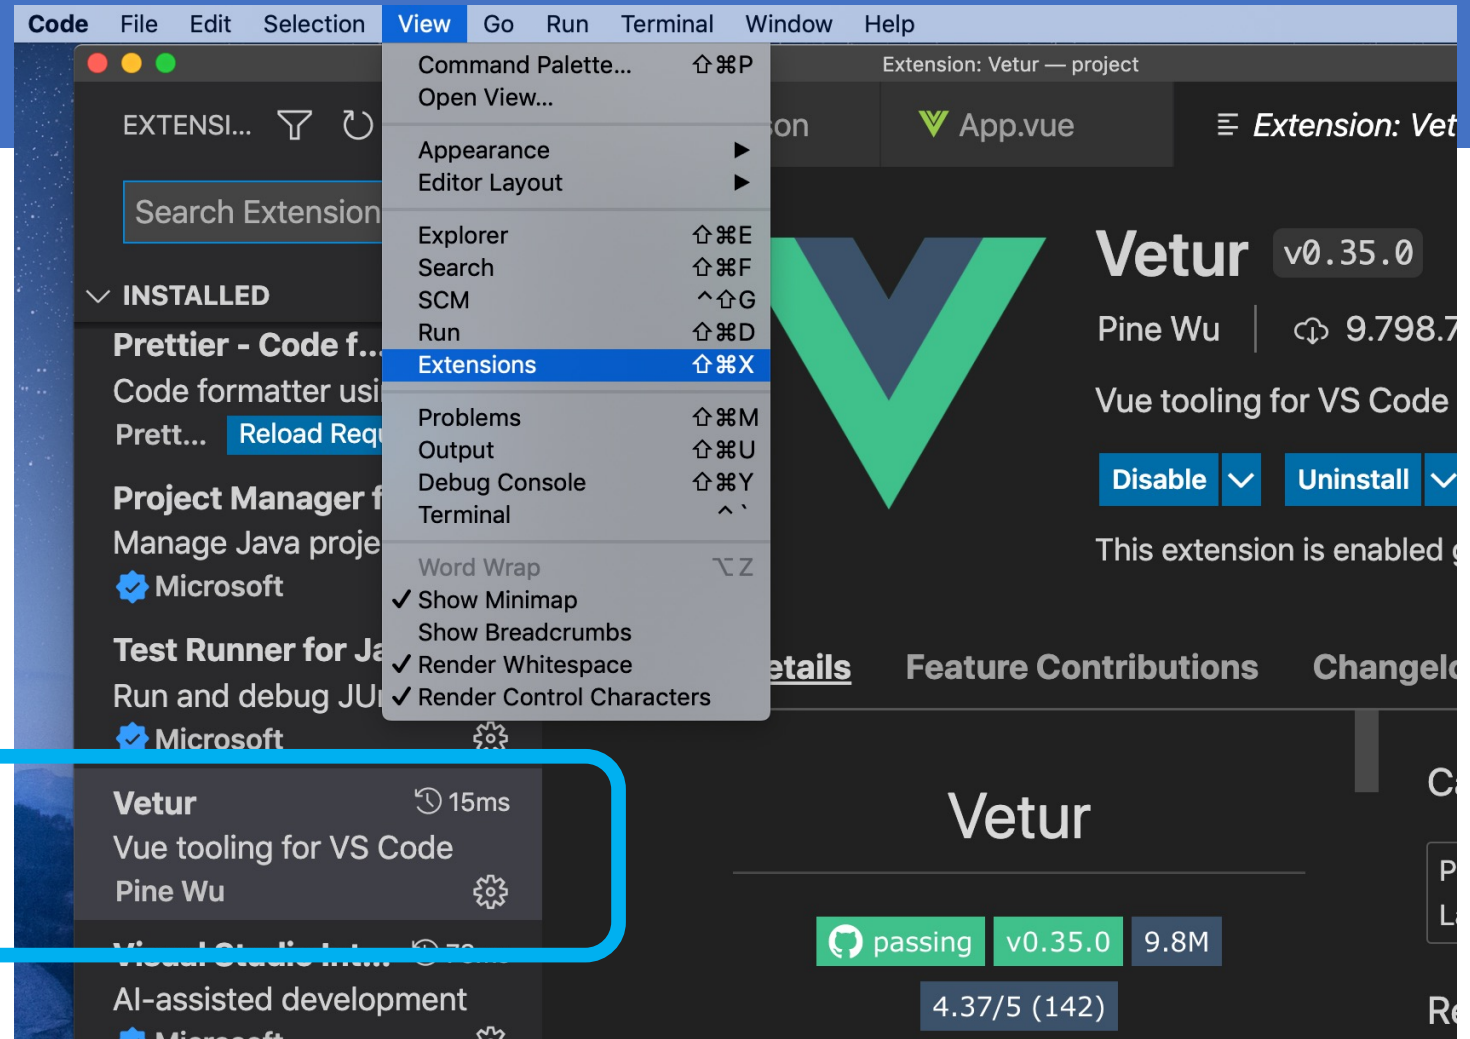 Code File Edit Selection View Go Run Terminal Window Help
Extension: Vetur — project
EXTENSI...
App.vue
Extension: Vet
Search Extension
INSTALLED
Prettier - Code f...
Code formatter usi
Prett... Reload Requ
Project Manager f
Manage Java proje
Microsoft
Test Runner for Ja
Run and debug JU
Microsoft
Vetur 15ms
Vue tooling for VS Code
Pine Wu
AI-assisted development
Microsoft
Command Palette... ⇧⌘P
Open View...
Appearance ▶
Editor Layout ▶
Explorer ⇧⌘E
Search ⇧⌘F
SCM ^⇧G
Run ⇧⌘D
Extensions ⇧⌘X
Problems ⇧⌘M
Output ⇧⌘U
Debug Console ⇧⌘Y
Terminal ^`
Word Wrap ⌥Z
✓ Show Minimap
Show Breadcrumbs
✓ Render Whitespace
✓ Render Control Characters
Vetur v0.35.0
Pine Wu 9.798.7
Vue tooling for VS Code
Disable Uninstall
This extension is enabled g
etails Feature Contributions Changelo
Vetur
passing v0.35.0 9.8M
4.37/5 (142)
Ca
P
La
Re